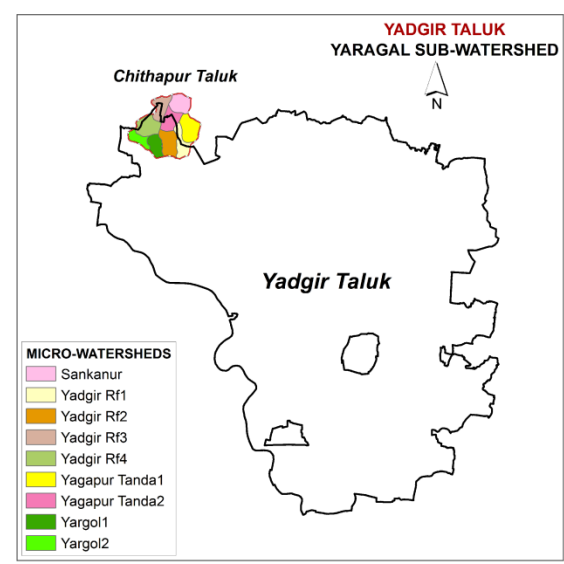 YADGIR TALUK
YARAGAL SUB-WATERSHED
Chithapur Taluk
N
Yadgir Taluk
MICRO-WATERSHEDS
Sankanur
Yadgir Rf1
Yadgir Rf2
Yadgir Rf3
Yadgir Rf4
Yagapur Tanda1
Yagapur Tanda2
Yargol1
Yargol2